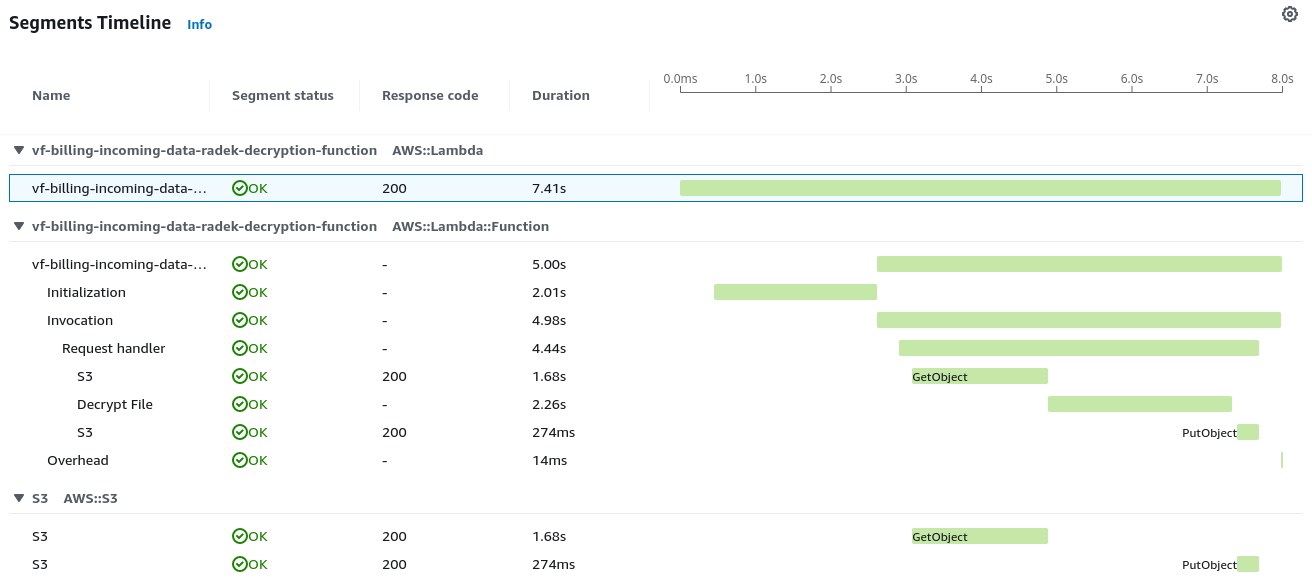 Segments Timeline Info
0.0ms 1.0s 2.0s 3.0s 4.0s 5.0s 6.0s 7.0s 8.0s
Name Segment status Response code Duration
vf-billing-incoming-data-radek-decryption-function AWS::Lambda
vf-billing-incoming-data-... OK 200 7.41s
vf-billing-incoming-data-radek-decryption-function AWS::Lambda::Function
vf-billing-incoming-data-... OK - 5.00s
Initialization OK - 2.01s
Invocation OK - 4.98s
Request handler OK - 4.44s
S3 OK 200 1.68s GetObject
Decrypt File OK - 2.26s
S3 OK 200 274ms PutObject
Overhead OK - 14ms
S3 AWS::S3
S3 OK 200 1.68s GetObject
S3 OK 200 274ms PutObject